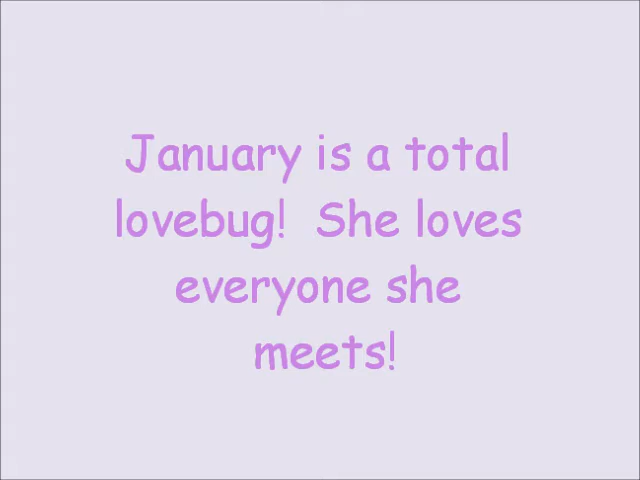 January is a total
lovebug!  She loves
everyone she
meets!